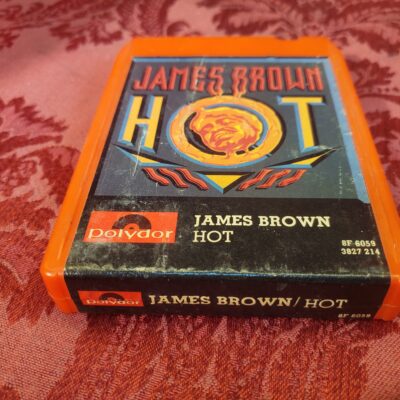 JAMES BROWN
HOT
polydor
JAMES BROWN
HOT
8F 6059
3827 214
polydor
JAMES BROWN/HOT
8F 6059